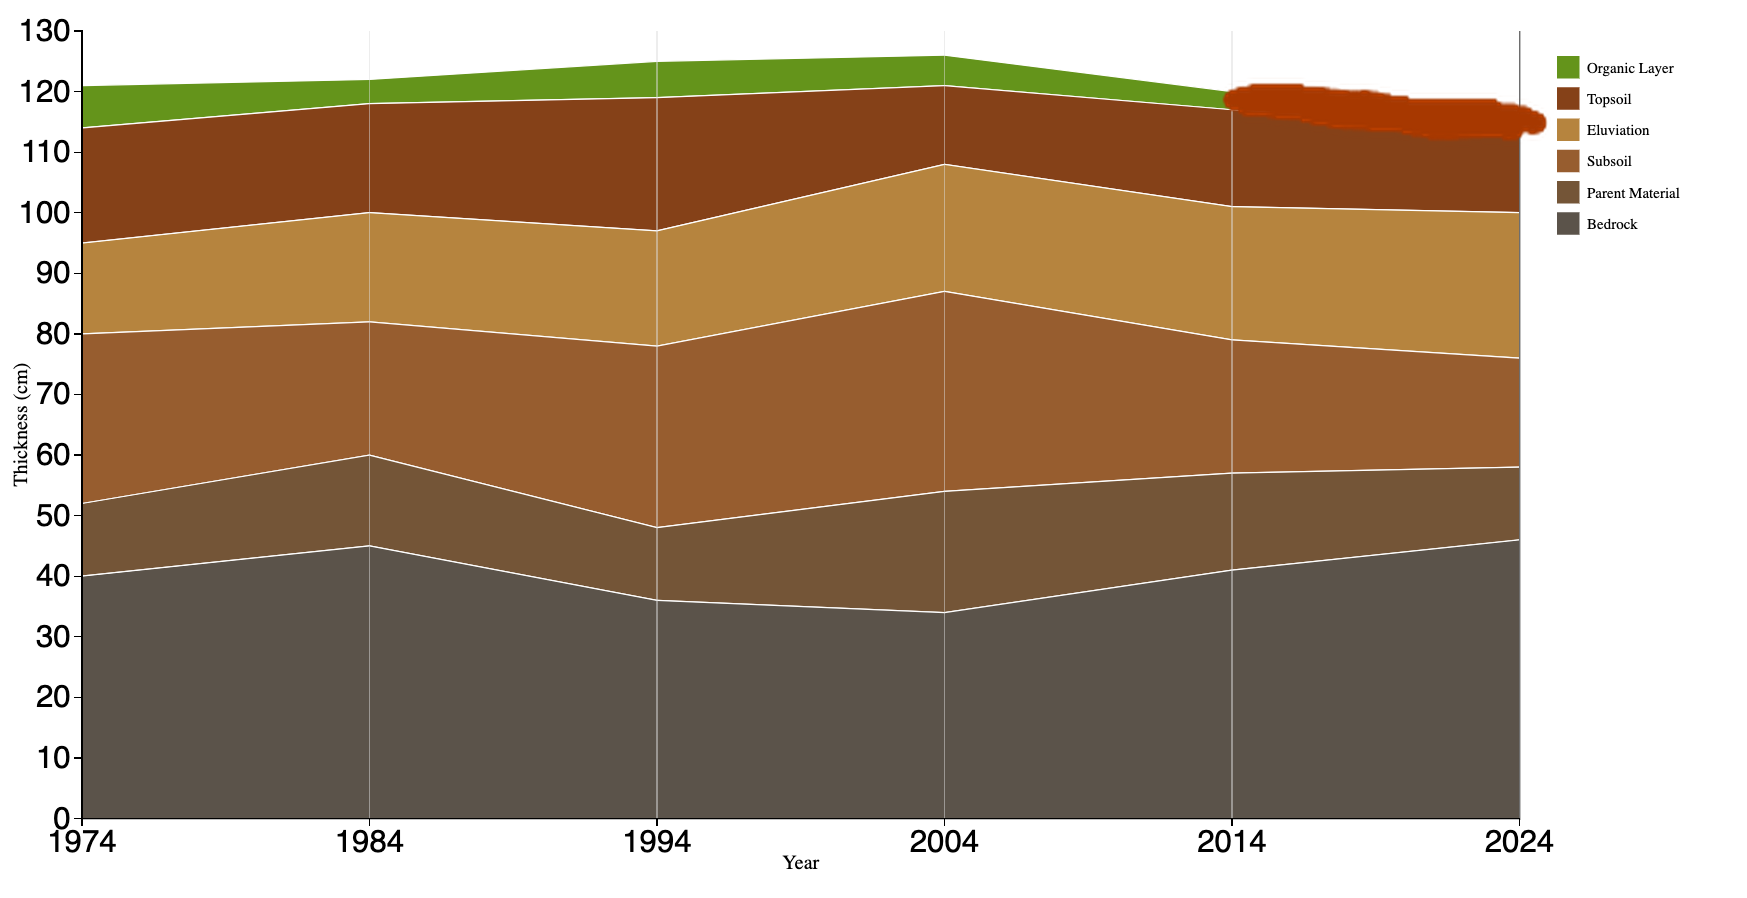 130
120
110
100
90
80
70
60
50
40
30
20
10
0
Thickness (cm)
1974 1984 1994 2004 2014 2024
Year
Organic Layer
Topsoil
Eluviation
Subsoil
Parent Material
Bedrock